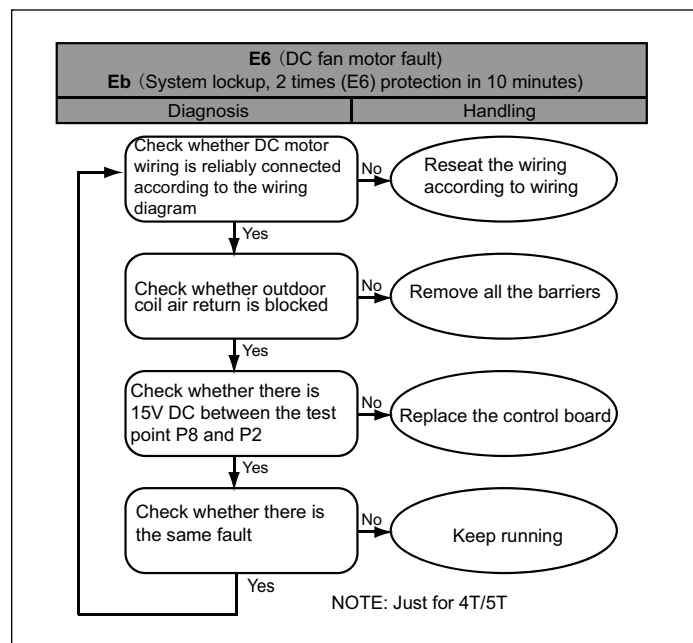 E6（DC fan motor fault)
Eb（System lockup, 2 times (E6) protection in 10 minutes)
Diagnosis
Handling
Check whether DC motor
wiring is reliably connected
according to the wiring
diagram
No
Reseat the wiring
according to wiring
Yes
Check whether outdoor
coil air return is blocked
No
Remove all the barriers
Yes
Check whether there is
15V DC between the test
point P8 and P2
No
Replace the control board
Yes
Check whether there is
the same fault
No
Keep running
Yes
NOTE: Just for 4T/5T